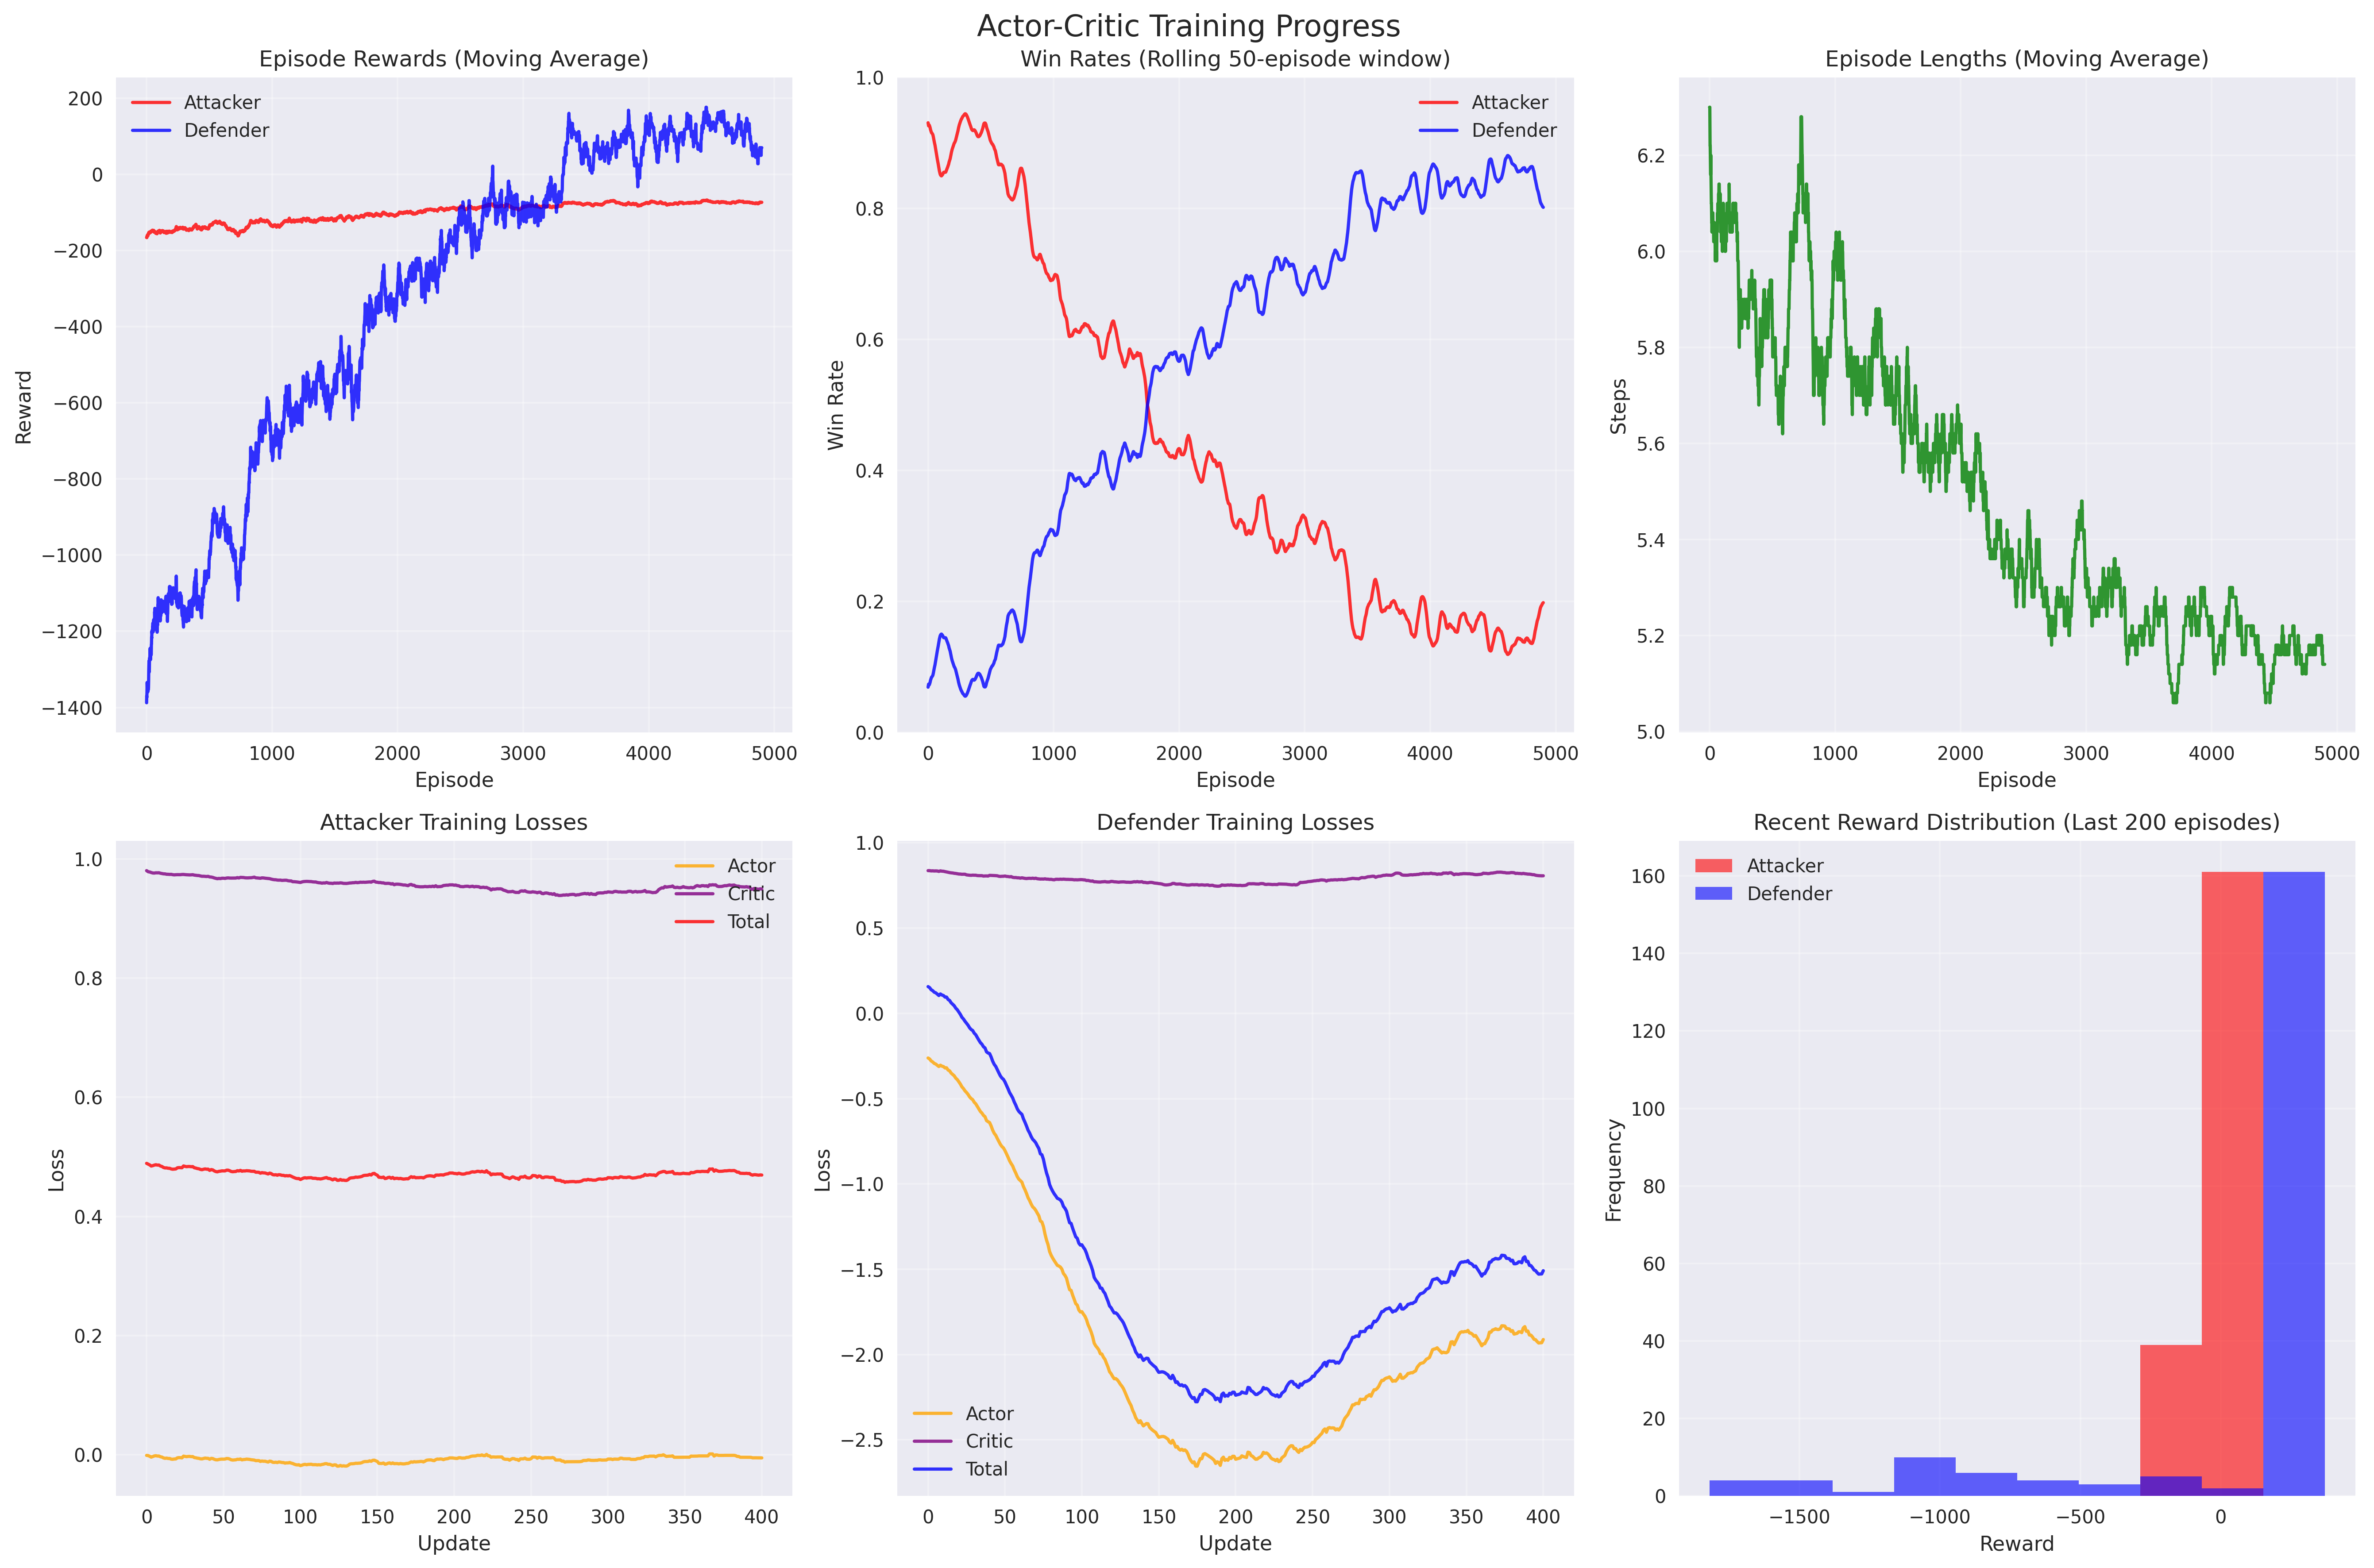 Actor-Critic Training Progress
Episode Rewards (Moving Average)
Attacker
Defender
200
0
−200
−400
−600
−800
−1000
−1200
−1400
Reward
0 1000 2000 3000 4000 5000
Episode
Win Rates (Rolling 50-episode window)
Attacker
Defender
1.0
0.8
0.6
0.4
0.2
0.0
Win Rate
0 1000 2000 3000 4000 5000
Episode
Episode Lengths (Moving Average)
6.2
6.0
5.8
5.6
5.4
5.2
5.0
Steps
0 1000 2000 3000 4000 5000
Episode
Attacker Training Losses
Actor
Critic
Total
1.0
0.8
0.6
0.4
0.2
0.0
Loss
0 50 100 150 200 250 300 350 400
Update
Defender Training Losses
1.0
0.5
0.0
−0.5
−1.0
−1.5
−2.0
−2.5
Loss
Actor
Critic
Total
0 50 100 150 200 250 300 350 400
Update
Recent Reward Distribution (Last 200 episodes)
Attacker
Defender
160
140
120
100
80
60
40
20
0
Frequency
−1500 −1000 −500 0
Reward